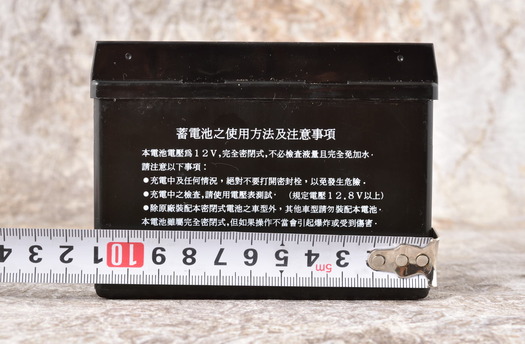 蓄電池之使用方法及注意事項
本電池電壓爲12V,完全密閉式,不必檢查液量且完全免加水.
請注意以下事項：
●充電中及任何情況，絕對不要打開密封栓，以免發生危險.
●充電中之檢查,請使用電壓表測試. (規定電壓12.8V以上)
●除原廠裝配本密閉式電池之車型外，其他車型請勿裝配本電池.
本電池雖屬完全密閉式,但如果操作不當會引起爆炸或受到傷害.
4 3 2 1 10 9 8 7 6 5 4 3
5m